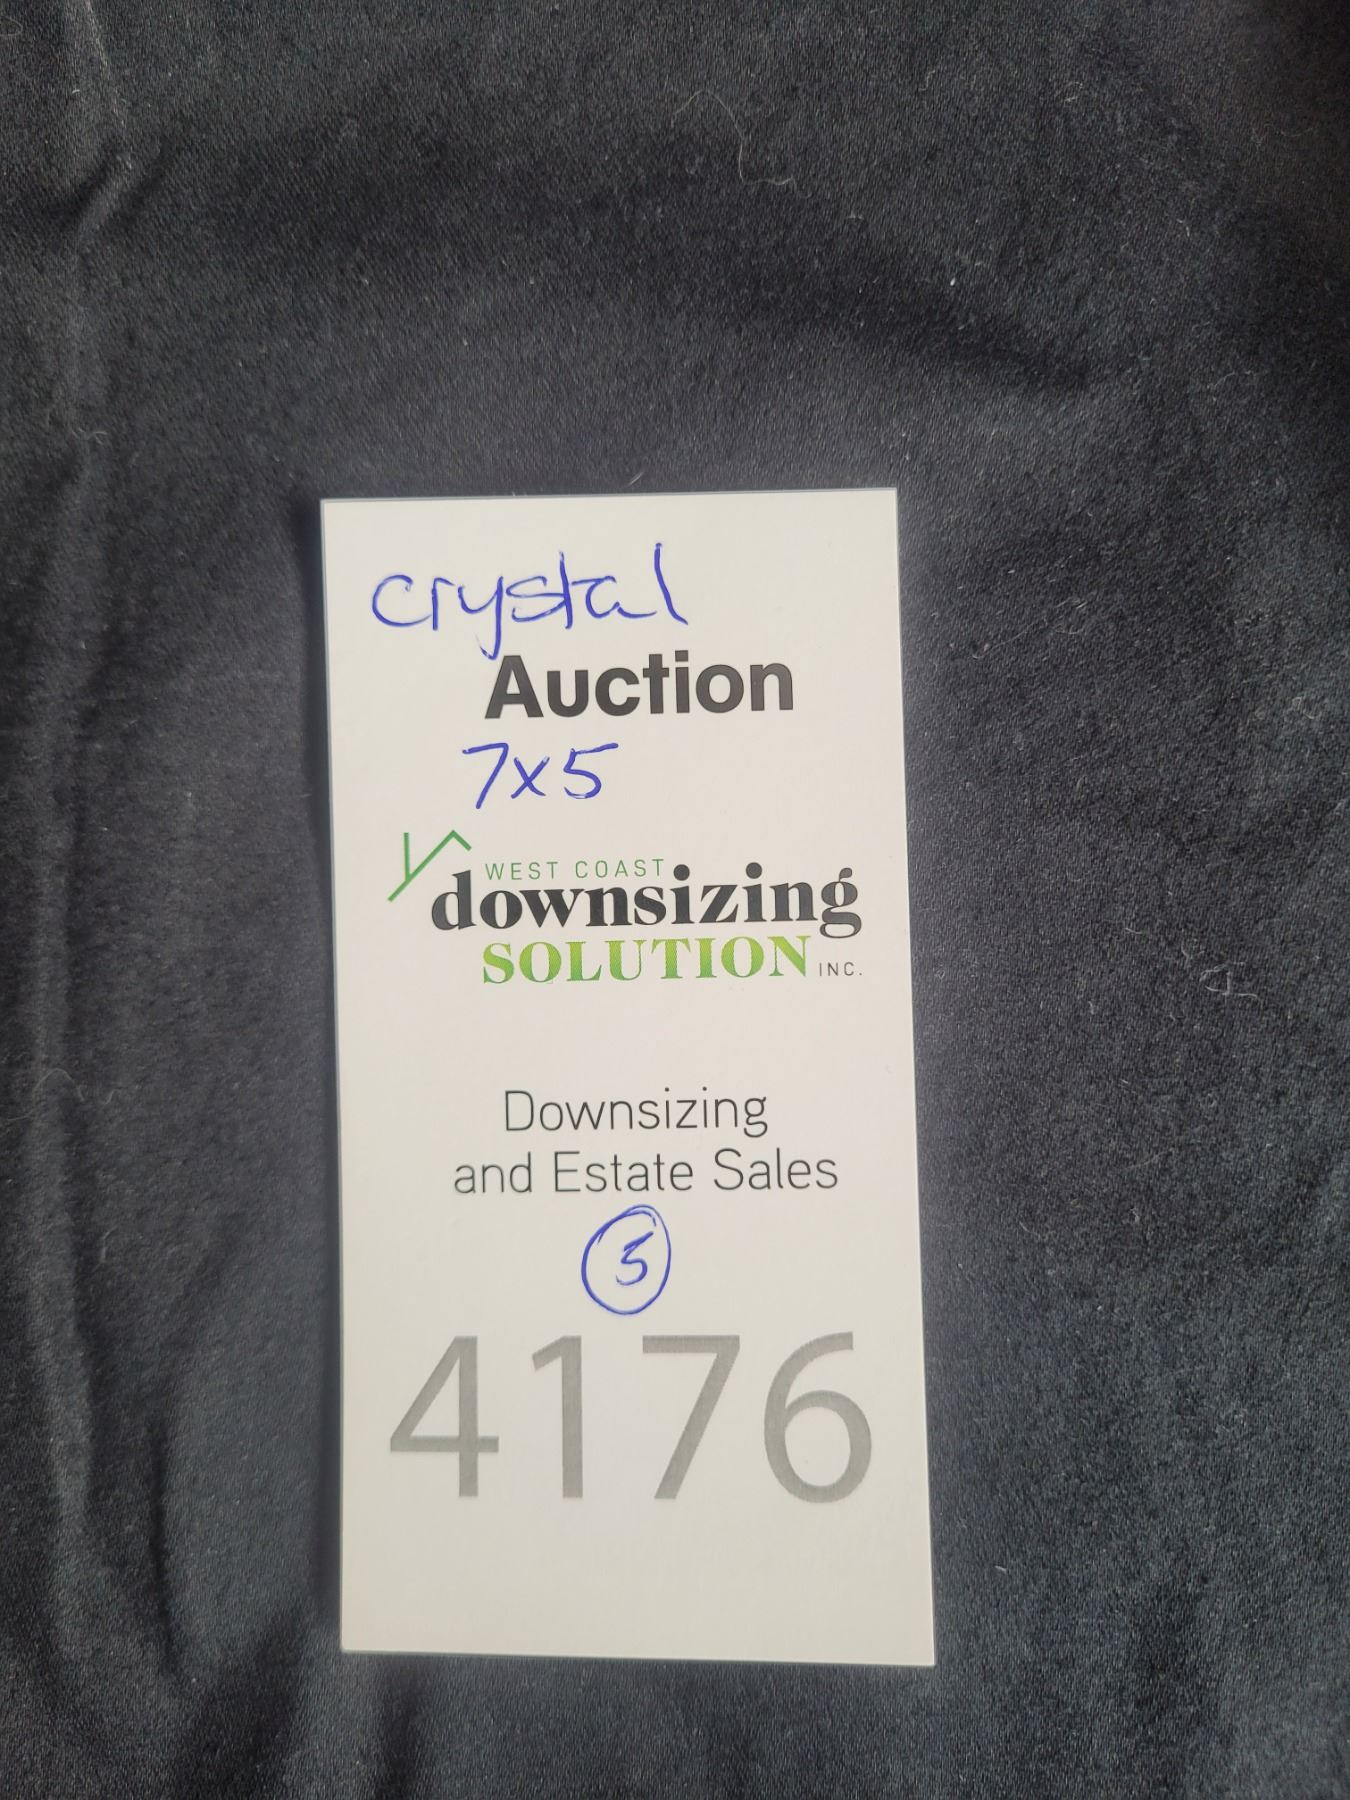 crystal
Auction
7x5
WEST COAST
downsizing
SOLUTION INC.
Downsizing
and Estate Sales
5
4176